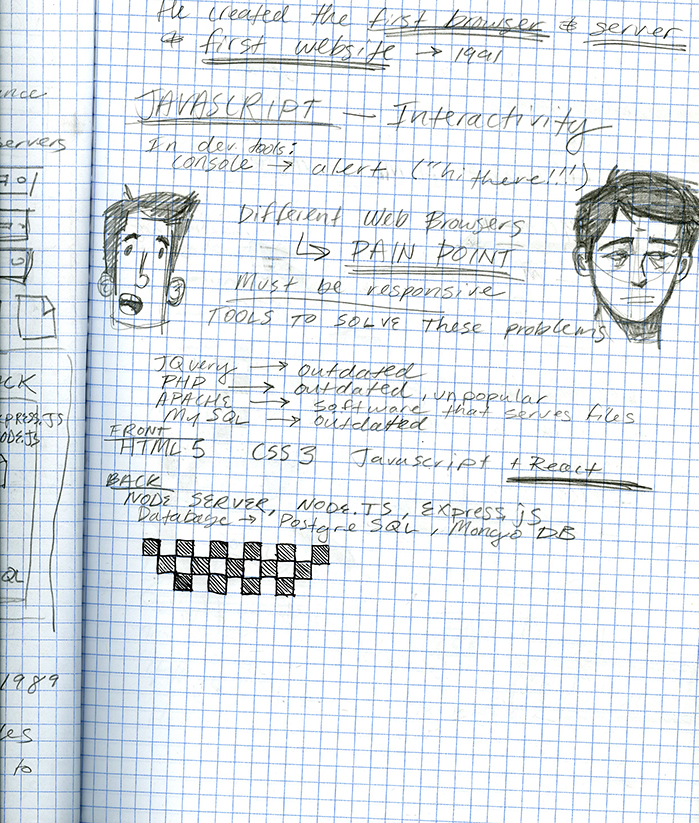 He created the first browser & server
& first website → 1991
JAVASCRIPT — Interactivity
In dev tools:
console → alert ("hi there!!!")
Different Web Browsers
↳ PAIN POINT
Must be responsive
TOOLS TO SOLVE these problems
JQuery → outdated
PHP → outdated, unpopular
APACHE → software that serves files
MySQL → outdated
FRONT
HTML 5 CSS 3 Javascript + React
BACK
NODE SERVER, NODE.JS, Express.js
Database → Postgre SQL, Mongo DB
ervers
ACK
XPRESS.JS
ODE.JS
QL
1989
les
to